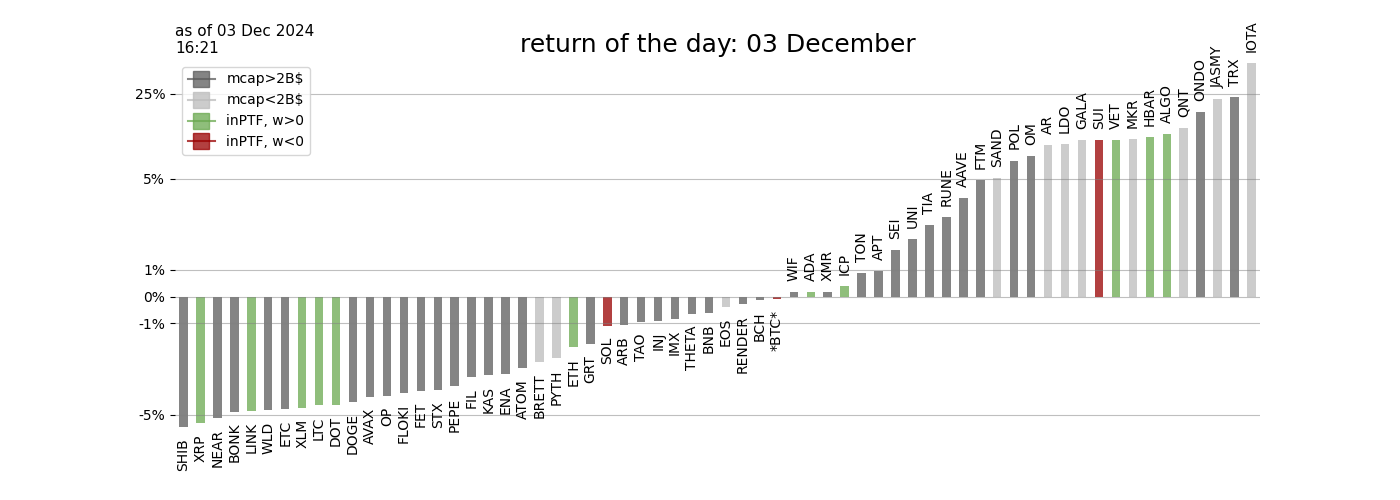 as of 03 Dec 2024
16:21
return of the day: 03 December
mcap>2B$
mcap<2B$
inPTF, w>0
inPTF, w<0
25%
5%
1%
0%
-1%
-5%
SHIB
XRP
NEAR
BONK
LINK
WLD
ETC
XLM
LTC
DOT
DOGE
AVAX
OP
FLOKI
FET
STX
PEPE
FIL
KAS
ENA
ATOM
BRETT
PYTH
ETH
GRT
SOL
ARB
TAO
INJ
IMX
THETA
BNB
EOS
RENDER
BCH
*BTC*
WIF
ADA
XMR
ICP
TON
APT
SEI
UNI
TIA
RUNE
AAVE
FTM
SAND
POL
OM
AR
LDO
GALA
SUI
VET
MKR
HBAR
ALGO
QNT
ONDO
JASMY
TRX
IOTA